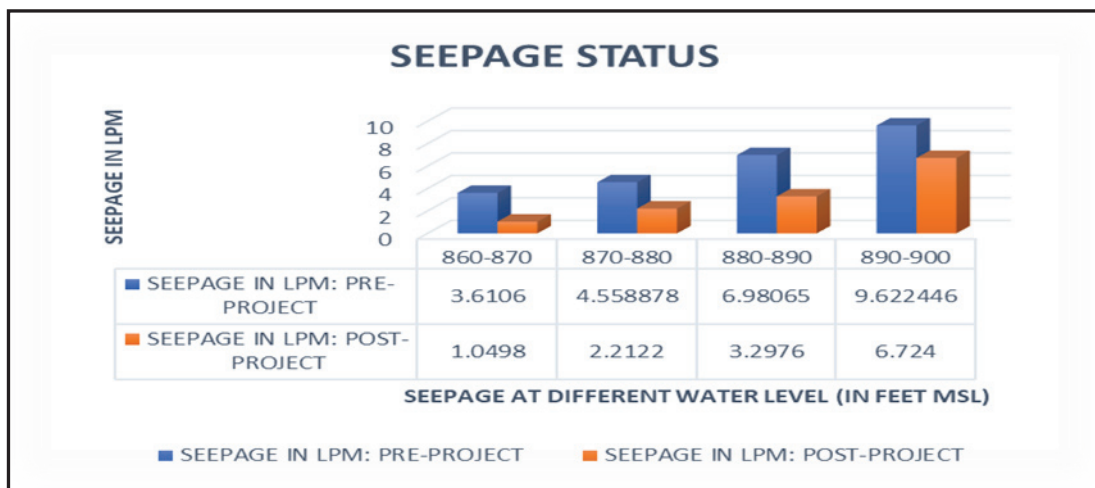 SEEPAGE STATUS
SEEPAGE IN LPM
10
8
6
4
2
0
860-870 870-880 880-890 890-900
SEEPAGE IN LPM: PRE-
PROJECT 3.6106 4.558878 6.98065 9.622446
SEEPAGE IN LPM: POST-
PROJECT 1.0498 2.2122 3.2976 6.724
SEEPAGE AT DIFFERENT WATER LEVEL (IN FEET MSL)
SEEPAGE IN LPM: PRE-PROJECT SEEPAGE IN LPM: POST-PROJECT